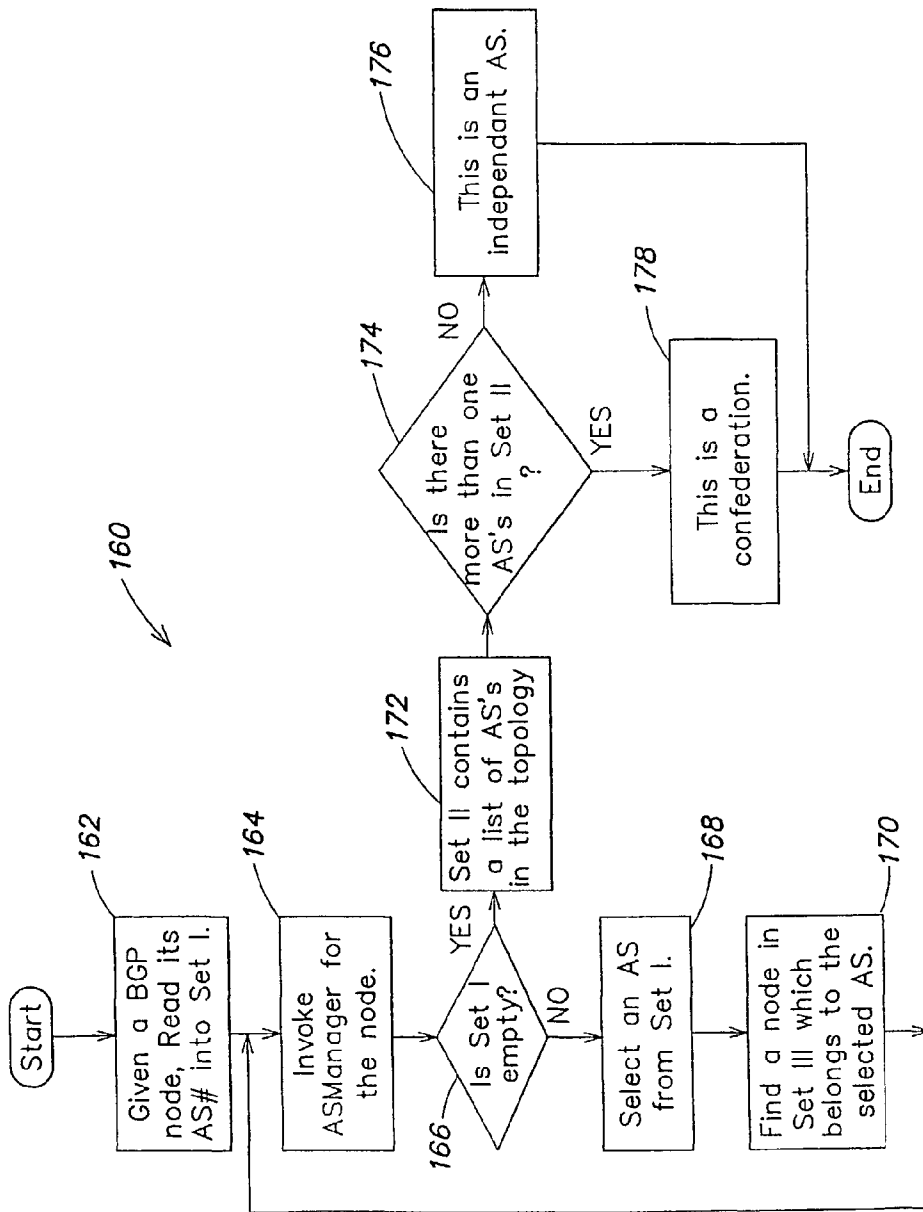 160
Start
162
Given a BGP
node, Read its
AS# into Set I.
164
Invoke
ASManager for
the node.
166
Is Set I
empty?
YES
NO
168
Select an AS
from Set I.
170
Find a node in
Set III which
belongs to the
selected AS.
172
Set II contains
a list of AS's
in the topology
174
Is there
more than one
AS's in Set II
?
NO
YES
176
This is an
independant AS.
178
This is a
confederation.
End